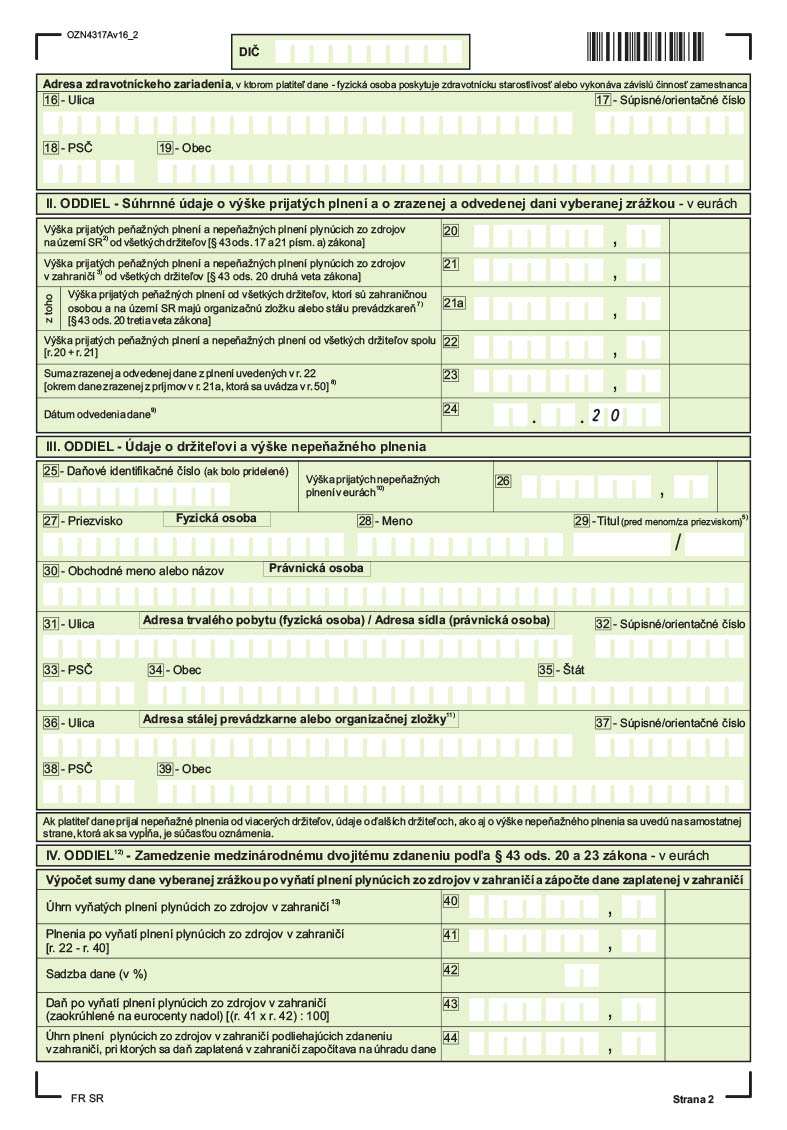 OZN4317Av16_2
DIČ
Adresa zdravotníckeho zariadenia, v ktorom platiteľ dane - fyzická osoba poskytuje zdravotnícku starostlivosť alebo vykonáva závislú činnosť zamestnanca
16 - Ulica 17 - Súpisné/orientačné číslo
18 - PSČ 19 - Obec
II. ODDIEL - Súhrnné údaje o výške prijatých plnení a o zrazenej a odvedenej dani vyberanej zrážkou - v eurách
Výška prijatých peňažných plnení a nepeňažných plnení plynúcich zo zdrojov 20
na území SR2) od všetkých držiteľov [§ 43 ods. 17 a 21 písm. a) zákona] ,
Výška prijatých peňažných plnení a nepeňažných plnení plynúcich zo zdrojov 21
v zahraničí 3) od všetkých držiteľov [§ 43 ods. 20 druhá veta zákona] ,
z toho
Výška prijatých peňažných plnení od všetkých držiteľov, ktorí sú zahraničnou 21a
osobou a na území SR majú organizačnú zložku alebo stálu prevádzkareň7) ,
[§ 43 ods. 20 tretia veta zákona]
Výška prijatých peňažných plnení a nepeňažných plnení od všetkých držiteľov spolu 22
[r.20 + r. 21] ,
Suma zrazenej a odvedenej dane z plnení uvedených v r. 22 23
[okrem dane zrazenej z príjmov v r. 21a, ktorá sa uvádza v r. 50] 8) ,
Dátum odvedenia dane9) 24 . . 2 0
III. ODDIEL - Údaje o držiteľovi a výške nepeňažného plnenia
25 - Daňové identifikačné číslo (ak bolo pridelené) Výška prijatých nepeňažných 26
plnení v eurách10) ,
27 - Priezvisko Fyzická osoba 28 - Meno 29 - Titul (pred menom/za priezviskom)5)
/
30 - Obchodné meno alebo názov Právnická osoba
31 - Ulica Adresa trvalého pobytu (fyzická osoba) / Adresa sídla (právnická osoba) 32 - Súpisné/orientačné číslo
33 - PSČ 34 - Obec 35 - Štát
36 - Ulica Adresa stálej prevádzkarne alebo organizačnej zložky11) 37 - Súpisné/orientačné číslo
38 - PSČ 39 - Obec
Ak platiteľ dane prijal nepeňažné plnenia od viacerých držiteľov, údaje o ďalších držiteľoch, ako aj o výške nepeňažného plnenia sa uvedú na samostatnej
strane, ktorá ak sa vypĺňa, je súčasťou oznámenia.
IV. ODDIEL12) - Zamedzenie medzinárodnému dvojitému zdaneniu podľa § 43 ods. 20 a 23 zákona - v eurách
Výpočet sumy dane vyberanej zrážkou po vyňatí plnení plynúcich zo zdrojov v zahraničí a zápočte dane zaplatenej v zahraničí
Úhrn vyňatých plnení plynúcich zo zdrojov v zahraničí 13) 40 ,
Plnenia po vyňatí plnení plynúcich zo zdrojov v zahraničí 41
[r. 22 - r. 40] ,
Sadzba dane (v %) 42
Daň po vyňatí plnení plynúcich zo zdrojov v zahraničí 43
(zaokrúhlené na eurocenty nadol) [(r. 41 x r. 42) : 100] ,
Úhrn plnení plynúcich zo zdrojov v zahraničí podliehajúcich zdaneniu 44
v zahraničí, pri ktorých sa daň zaplatená v zahraničí započítava na úhradu dane ,
FR SR Strana 2